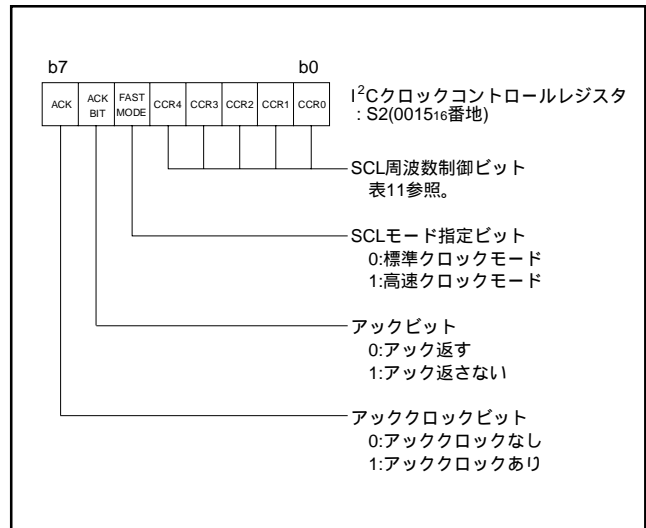 b7 b0
ACK ACK BIT FAST MODE CCR4 CCR3 CCR2 CCR1 CCR0
I²Cクロックコントロールレジスタ
: S2(0015₁₆番地)
SCL周波数制御ビット
表11参照。
SCLモード指定ビット
0:標準クロックモード
1:高速クロックモード
アックビット
0:アック返す
1:アック返さない
アッククロックビット
0:アッククロックなし
1:アッククロックあり